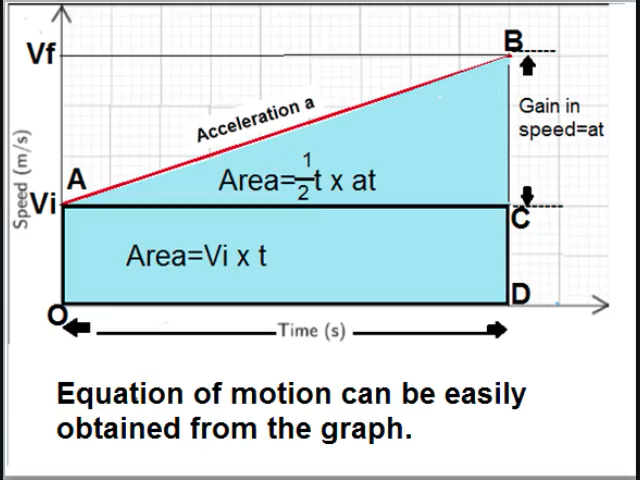 Vf
B
Acceleration a
Gain in
speed=at
Speed (m/s)
A
Area=1/2t x at
Vi
C
Area=Vi x t
D
O
Time (s)
Equation of motion can be easily
obtained from the graph.